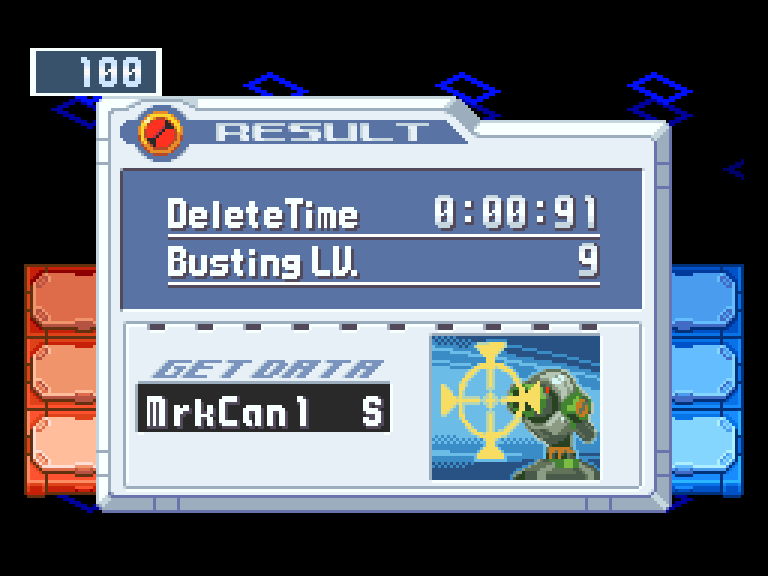 100
RESULT
DeleteTime 0:00:91
Busting LV. 9
GET DATA
MrkCan1 S